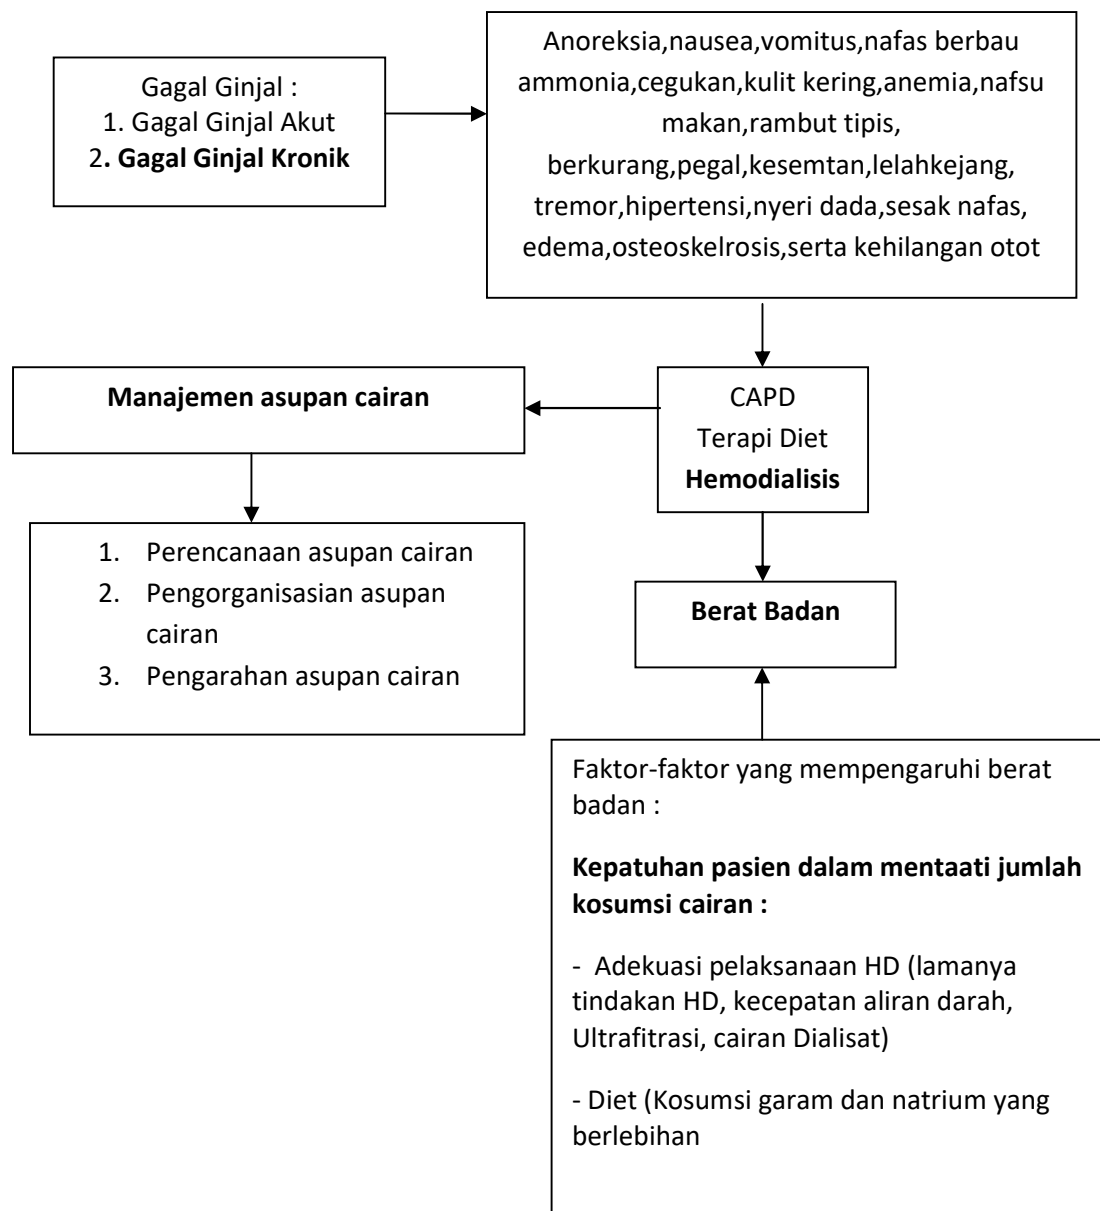 Gagal Ginjal :
1. Gagal Ginjal Akut
2. Gagal Ginjal Kronik
Anoreksia,nausea,vomitus,nafas berbau
ammonia,cegukan,kulit kering,anemia,nafsu
makan,rambut tipis,
berkurang,pegal,kesemtan,lelahkejang,
tremor,hipertensi,nyeri dada,sesak nafas,
edema,osteoskelrosis,serta kehilangan otot
Manajemen asupan cairan
CAPD
Terapi Diet
Hemodialisis
1. Perencanaan asupan cairan
2. Pengorganisasian asupan
cairan
3. Pengarahan asupan cairan
Berat Badan
Faktor-faktor yang mempengaruhi berat
badan :
Kepatuhan pasien dalam mentaati jumlah
kosumsi cairan :
- Adekuasi pelaksanaan HD (lamanya
tindakan HD, kecepatan aliran darah,
Ultrafitrasi, cairan Dialisat)
- Diet (Kosumsi garam dan natrium yang
berlebihan